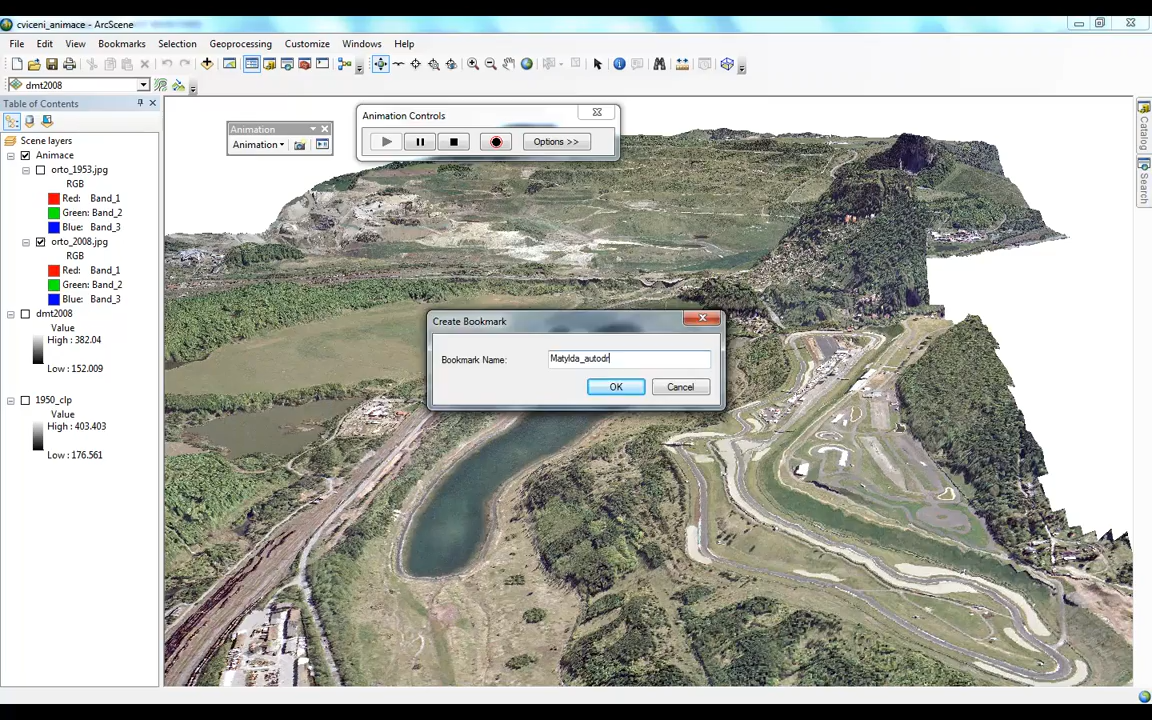 cviceni_animace - ArcScene
File Edit View Bookmarks Selection Geoprocessing Customize Windows Help
dmt2008
Table of Contents
Scene layers
Animace
orto_1953.jpg
RGB
Red: Band_1
Green: Band_2
Blue: Band_3
orto_2008.jpg
RGB
Red: Band_1
Green: Band_2
Blue: Band_3
dmt2008
Value
High : 382.04
Low : 152.009
1950_clp
Value
High : 403.403
Low : 176.561
Animation
Animation
Animation Controls
Options >>
Create Bookmark
Bookmark Name: Matylda_autodr
OK Cancel
Catalog
Search